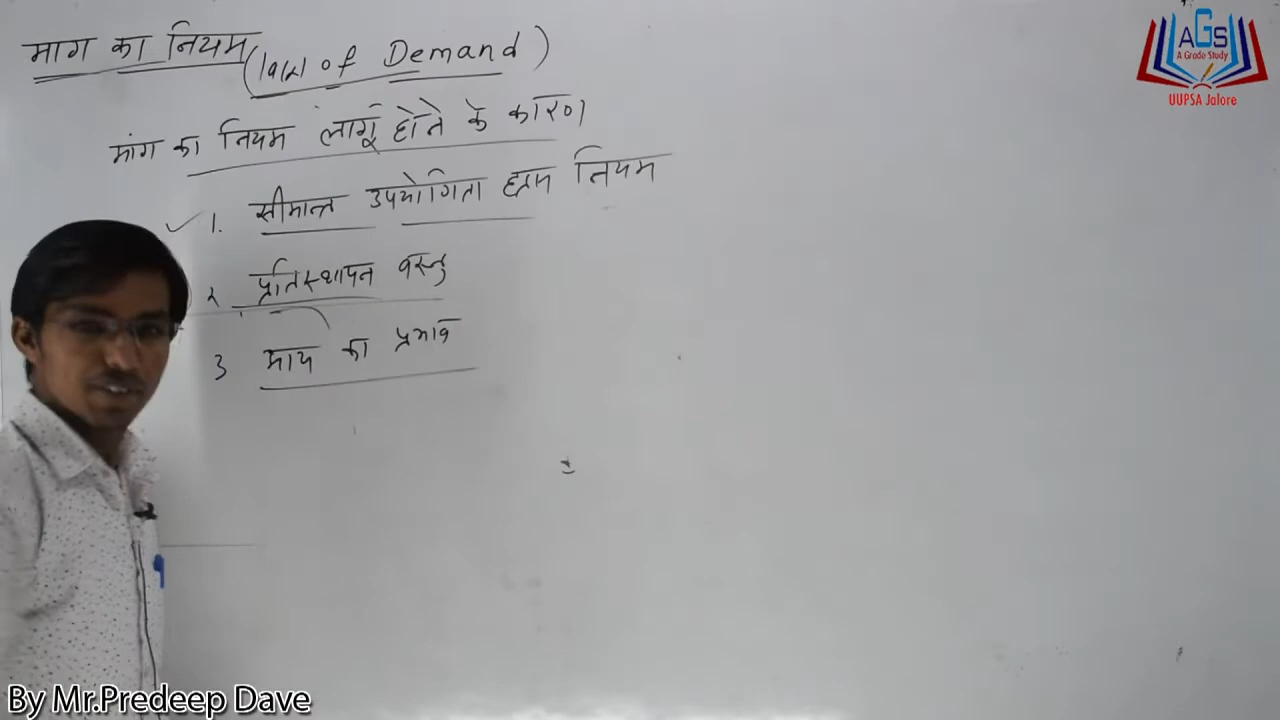 माग का नियम (law of Demand)
मांग का नियम लागू होने के कारण
1. सीमान्त उपयोगिता ह्रास नियम
२ प्रतिस्थापन वस्तु
3 आय का प्रभाव
AGS
A Grade Study
UUPSA Jalore
By Mr.Predeep Dave